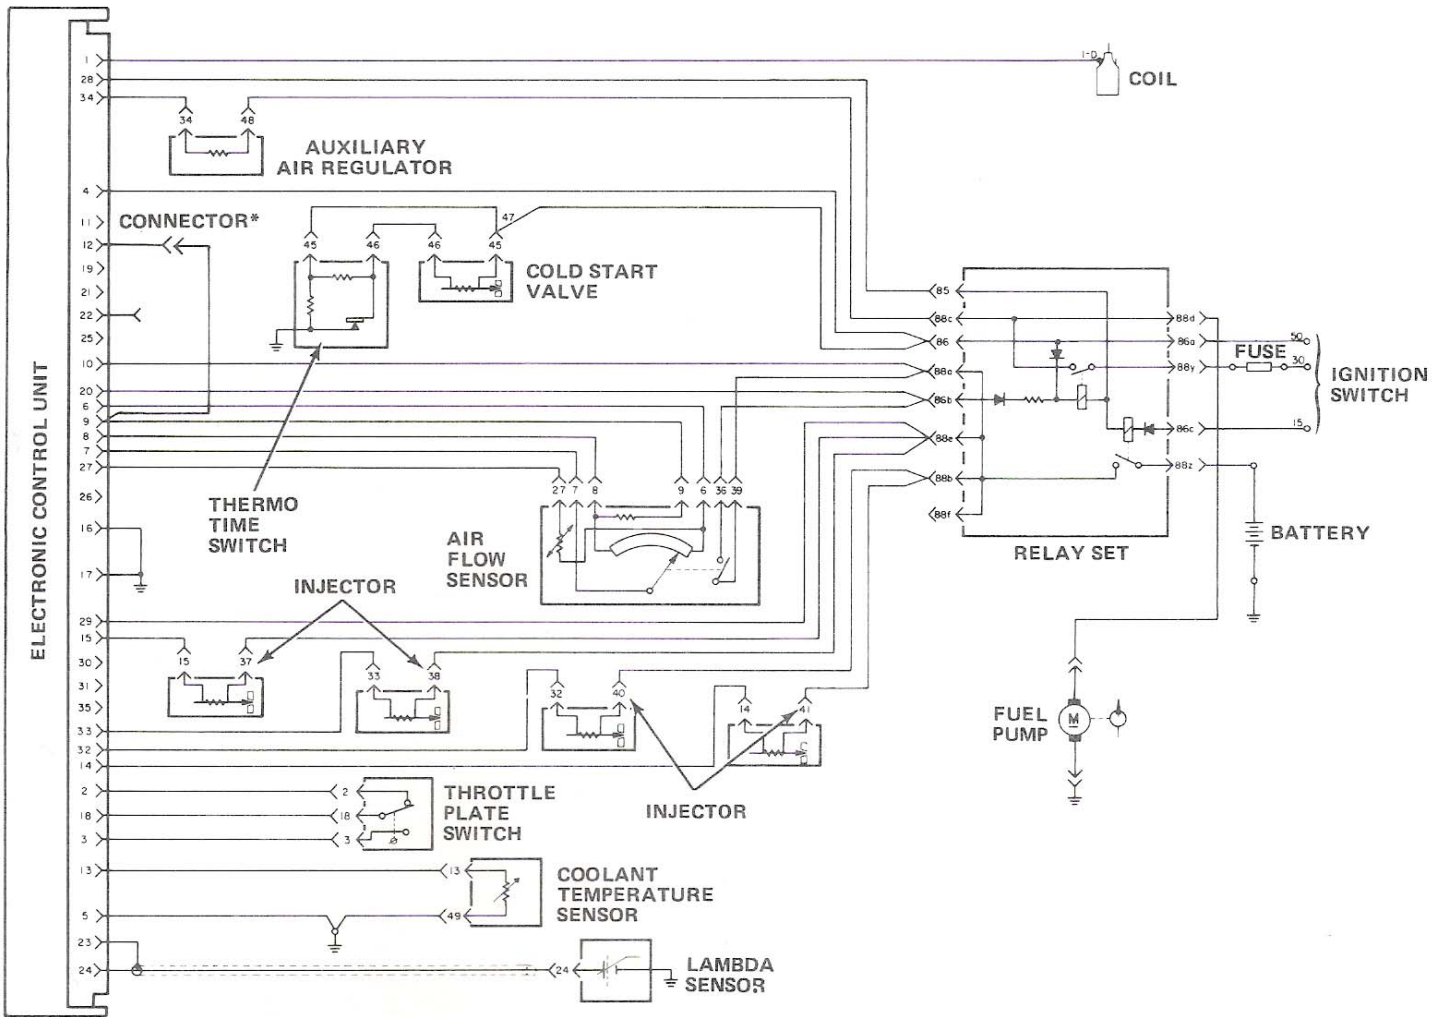 ELECTRONIC CONTROL UNIT
1
28
34
4
11
12
19
21
22
25
10
20
6
9
8
7
27
26
16
17
29
15
30
31
35
33
32
14
2
18
3
13
5
23
24
1-D
COIL
34
48
AUXILIARY
AIR REGULATOR
CONNECTOR*
47
45
46
46
45
COLD START
VALVE
THERMO
TIME
SWITCH
27
7
8
9
6
36
39
AIR
FLOW
SENSOR
85
88c
86
86b
88e
88b
88f
88d
86a
88y
86c
88z
RELAY SET
50
FUSE
30
15
IGNITION
SWITCH
BATTERY
INJECTOR
15
37
33
38
32
40
14
41
INJECTOR
FUEL
PUMP
M
2
18
3
THROTTLE
PLATE
SWITCH
13
49
COOLANT
TEMPERATURE
SENSOR
24
LAMBDA
SENSOR